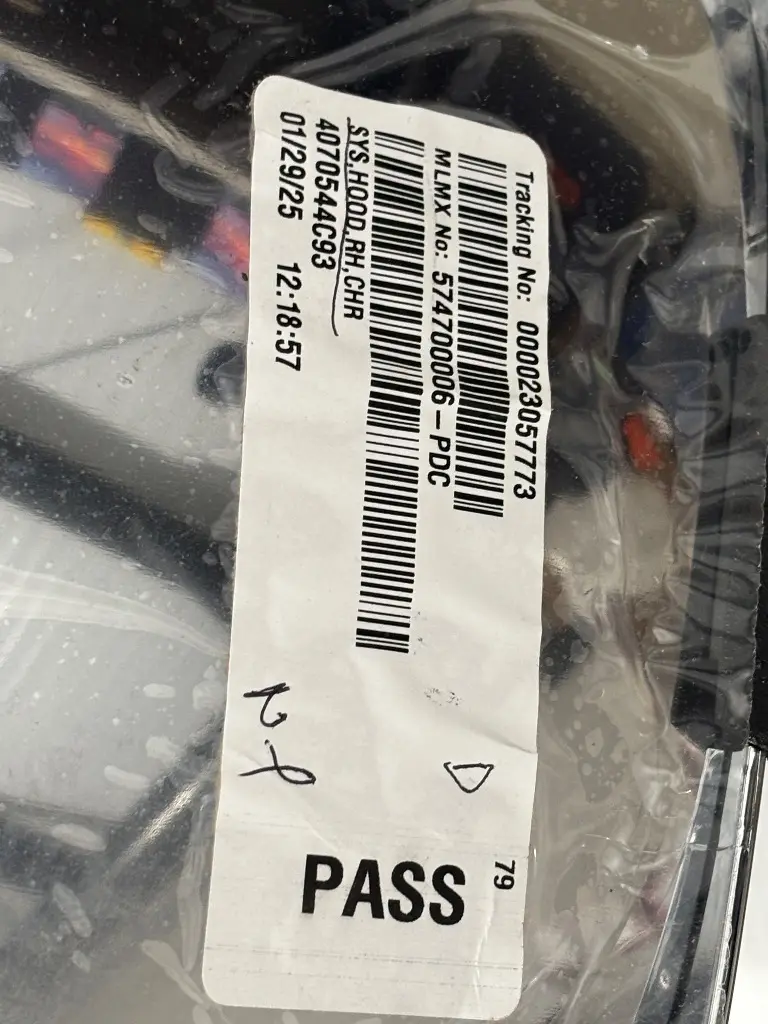 Tracking No: 000023057773
MLMX No: 574700006-PDC
SYS,HOOD,RH,CHR
4070544C93
01/29/25 12:18:57
D
79
PASS